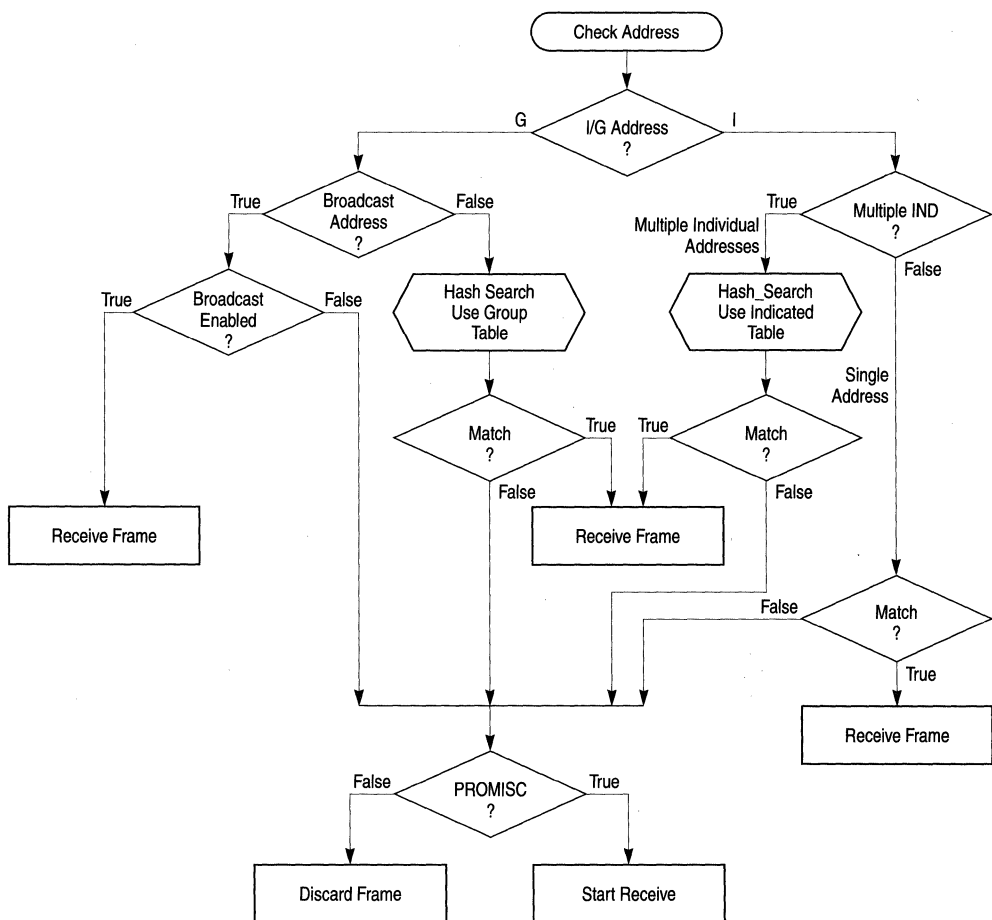 Check Address
G
I/G Address
?
I
True
Broadcast
Address
?
False
True
Multiple IND
?
Multiple Individual
Addresses
False
True
Broadcast
Enabled
?
False
Hash Search
Use Group
Table
Hash_Search
Use Indicated
Table
Single
Address
Match
?
True
True
Match
?
False
False
Receive Frame
Receive Frame
False
Match
?
True
Receive Frame
False
PROMISC
?
True
Discard Frame
Start Receive